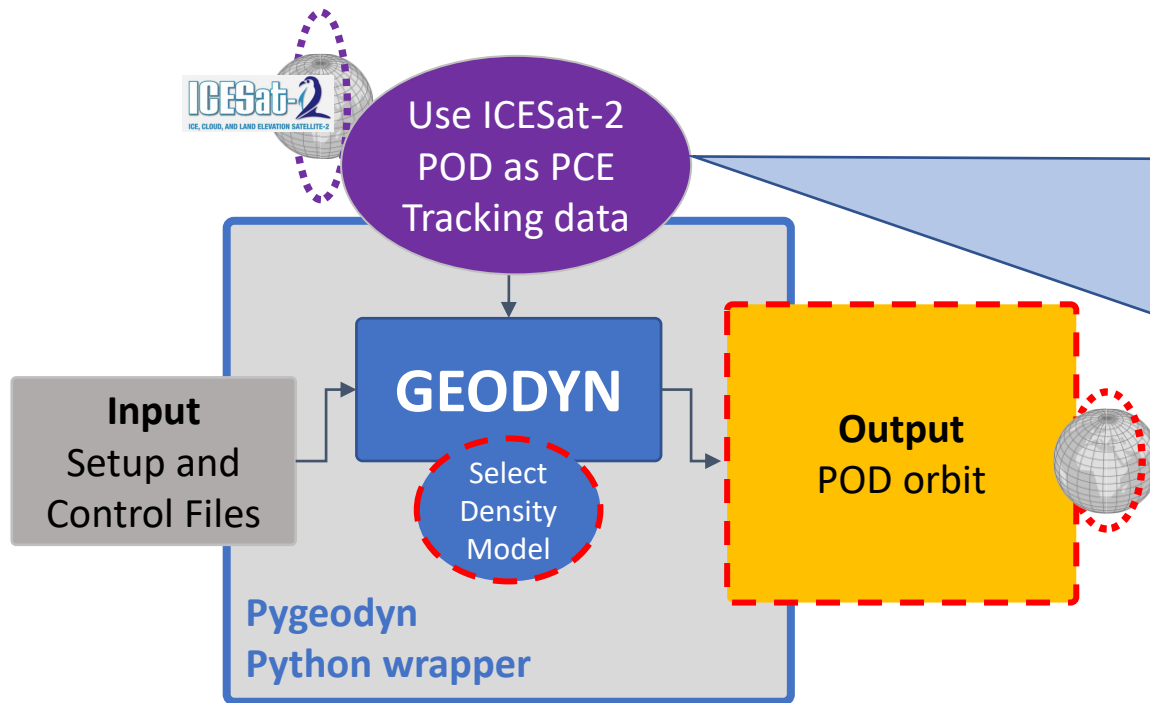 ICESat-2
ICE, CLOUD, AND LAND ELEVATION SATELLITE-2
Use ICESat-2
POD as PCE
Tracking data
GEODYN
Input
Setup and
Control Files
Select
Density
Model
Output
POD orbit
Pygeodyn
Python wrapper